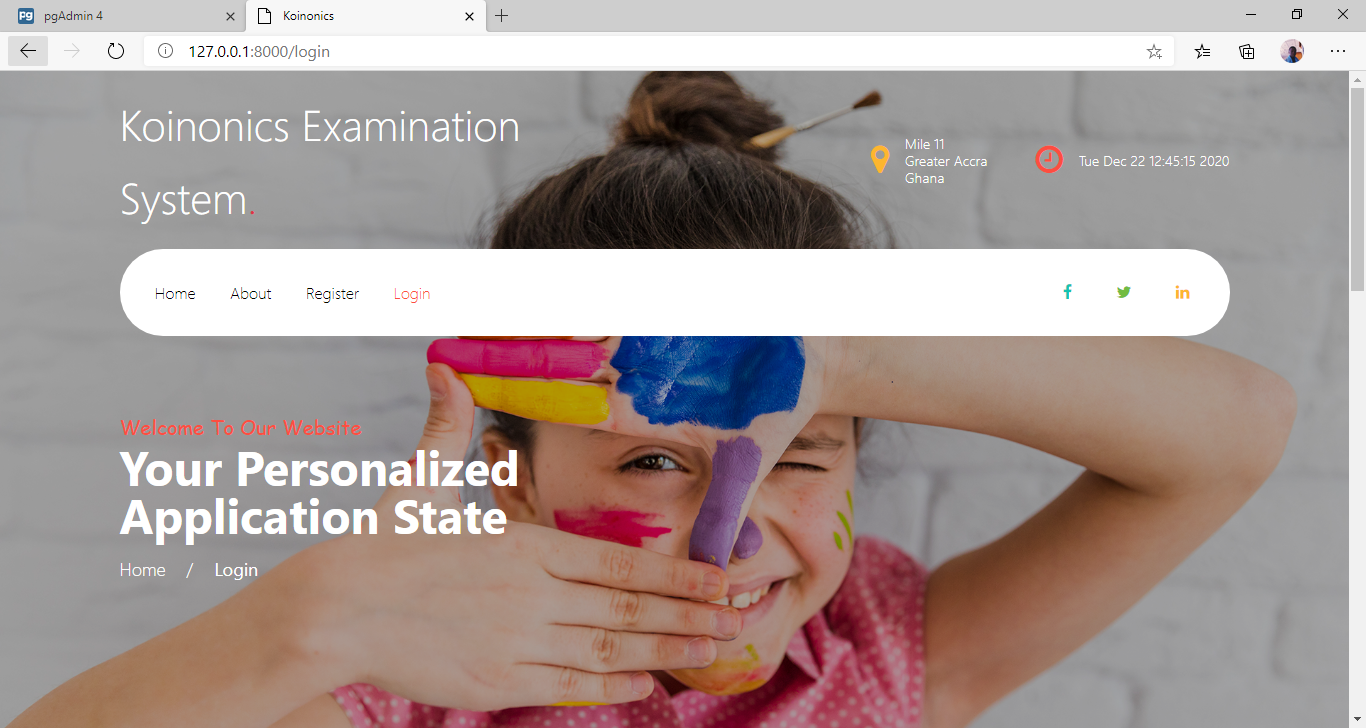 pgAdmin 4
Koinonics
127.0.0.1:8000/login
Koinonics Examination
System.
Mile 11
Greater Accra
Ghana
Tue Dec 22 12:45:15 2020
Home About Register Login
Welcome To Our Website
Your Personalized
Application State
Home / Login